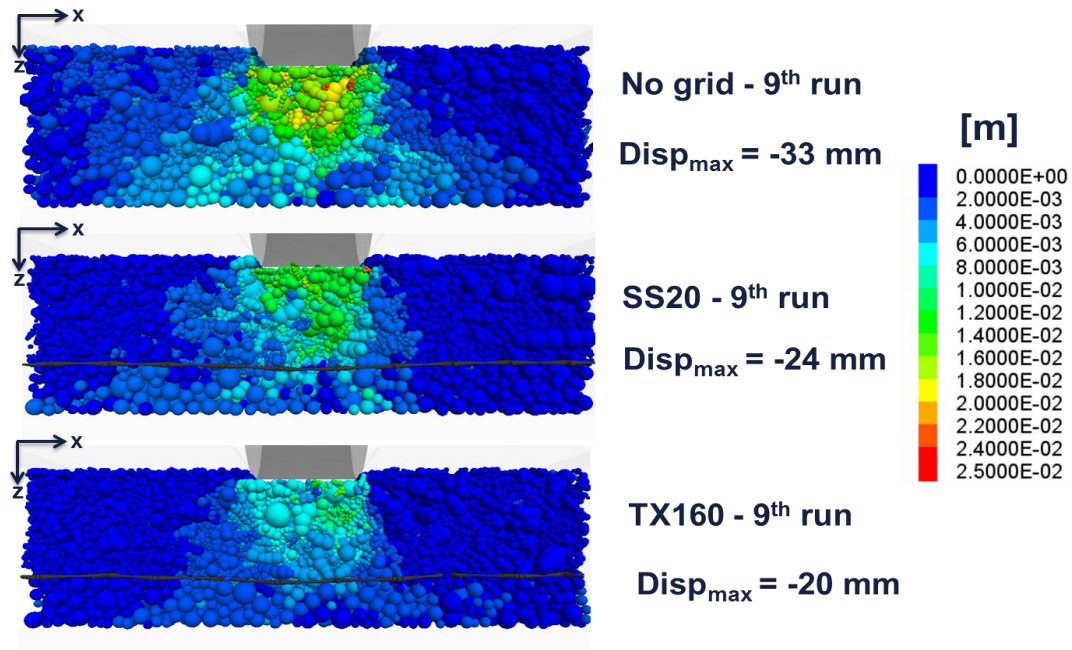 x
z
No grid - 9th run
Dispmax = -33 mm
x
z
SS20 - 9th run
Dispmax = -24 mm
x
z
TX160 - 9th run
Dispmax = -20 mm
[m]
0.0000E+00
2.0000E-03
4.0000E-03
6.0000E-03
8.0000E-03
1.0000E-02
1.2000E-02
1.4000E-02
1.6000E-02
1.8000E-02
2.0000E-02
2.2000E-02
2.4000E-02
2.5000E-02